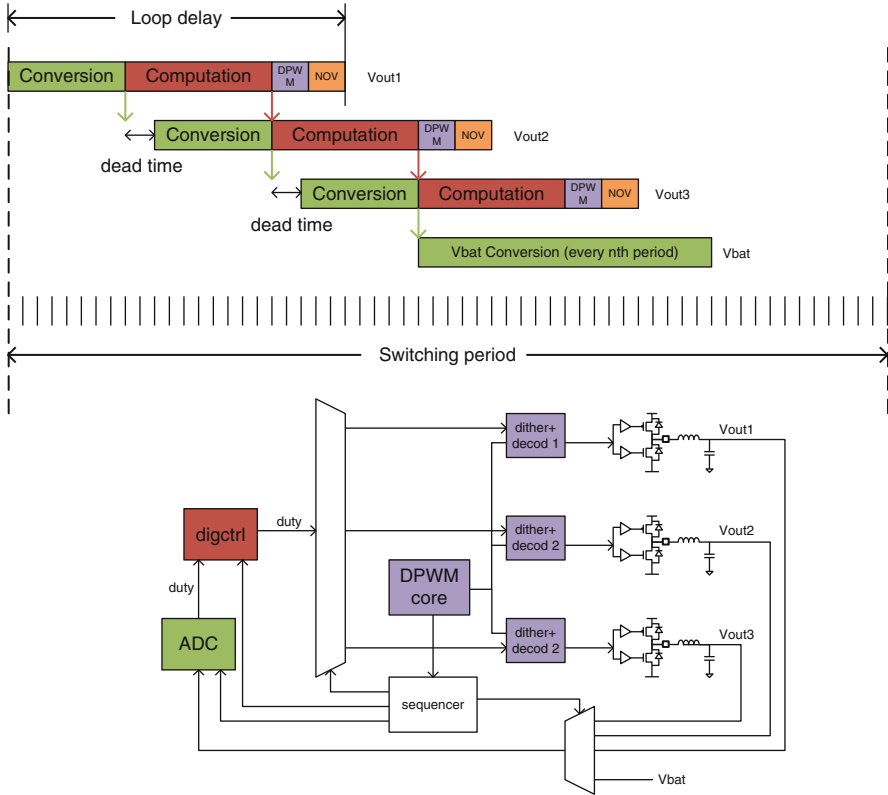 Loop delay
Conversion
Computation
DPW
M
NOV
Vout1
dead time
Conversion
Computation
DPW
M
NOV
Vout2
dead time
Conversion
Computation
DPW
M
NOV
Vout3
Vbat Conversion (every nth period)
Vbat
Switching period
dither+
decod 1
Vout1
digctrl
duty
dither+
decod 2
Vout2
duty
DPWM
core
ADC
dither+
decod 2
Vout3
sequencer
Vbat